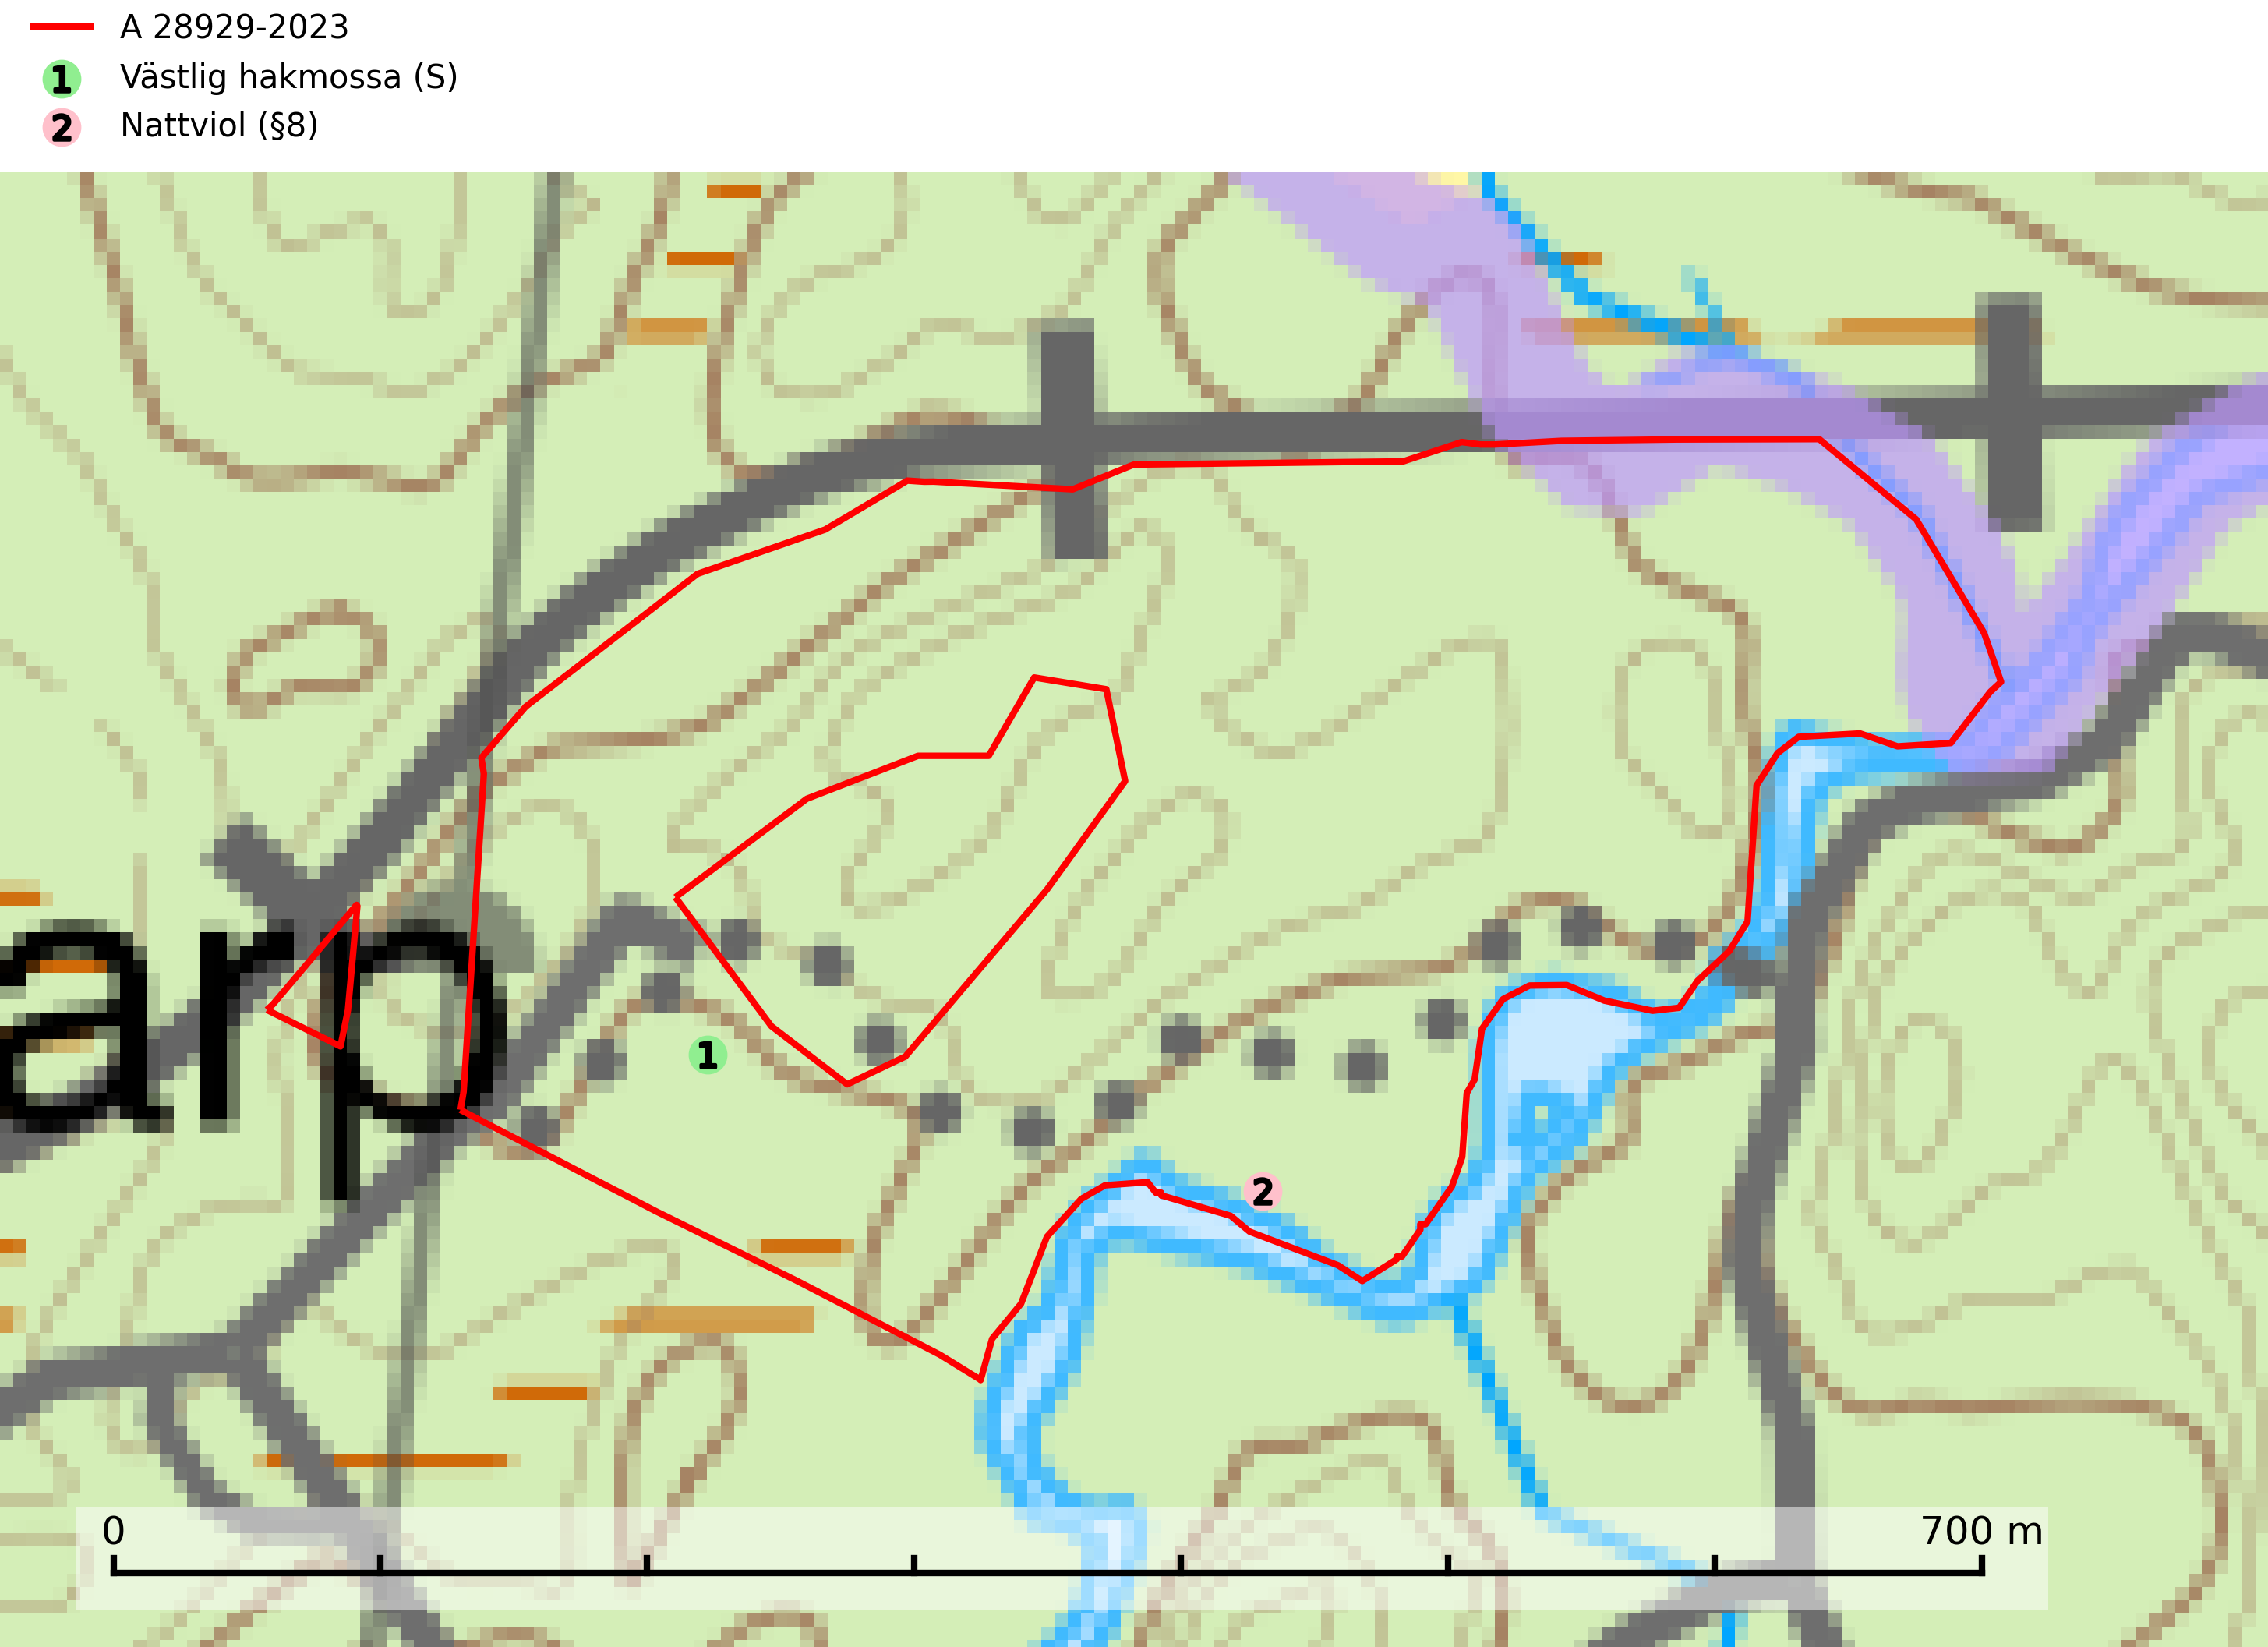 A 28929-2023
1 Västlig hakmossa (S)
2 Nattviol (§8)
arp
1
2
0 700 m